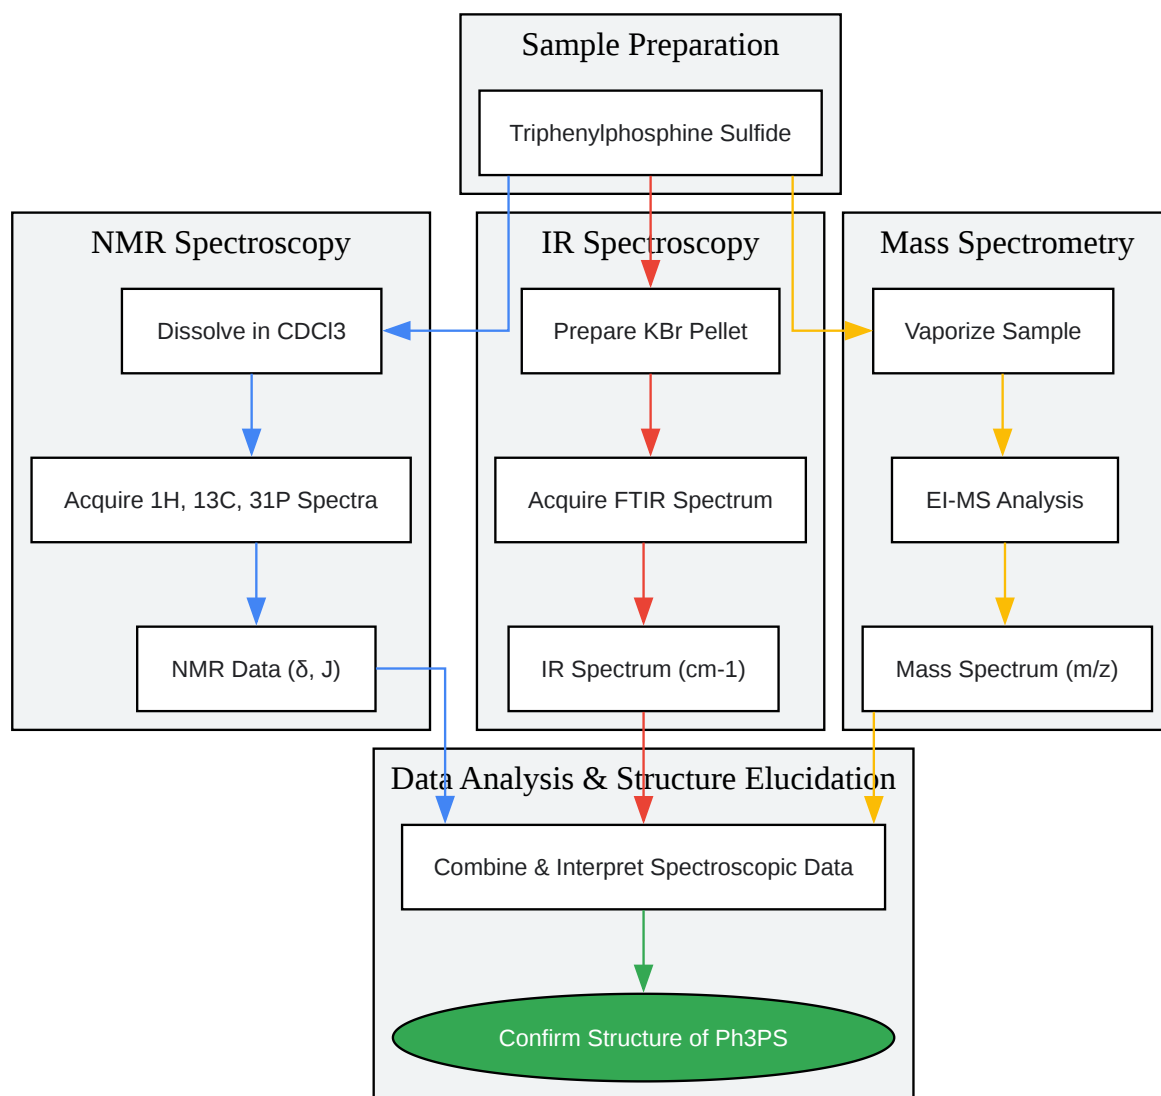 Sample Preparation
Triphenylphosphine Sulfide
NMR Spectroscopy
IR Spectroscopy
Mass Spectrometry
Dissolve in CDCl3
Prepare KBr Pellet
Vaporize Sample
Acquire 1H, 13C, 31P Spectra
Acquire FTIR Spectrum
EI-MS Analysis
NMR Data (δ, J)
IR Spectrum (cm-1)
Mass Spectrum (m/z)
Data Analysis & Structure Elucidation
Combine & Interpret Spectroscopic Data
Confirm Structure of Ph3PS